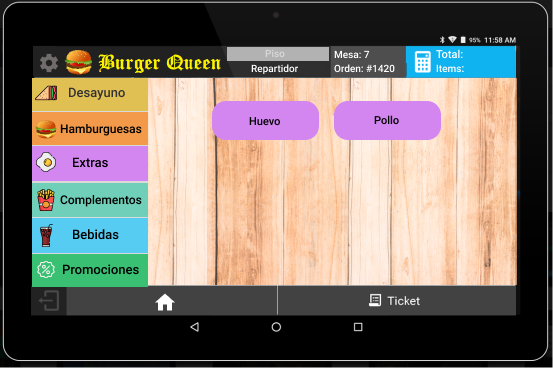 95% 11:58 AM
Burger Queen
Piso
Repartidor
Mesa: 7
Orden: #1420
Total:
Items:
Desayuno
Hamburguesas
Extras
Complementos
Bebidas
Promociones
Huevo
Pollo
Ticket